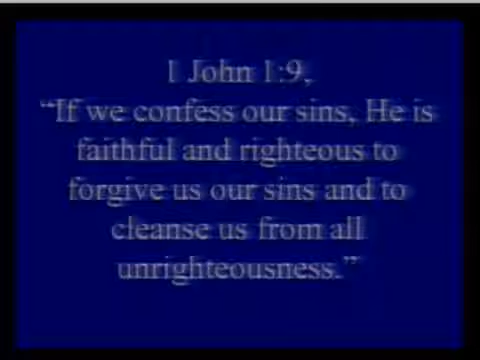 1 John 1:9,
“If we confess our sins, He is
faithful and righteous to
forgive us our sins and to
cleanse us from all
unrighteousness.”